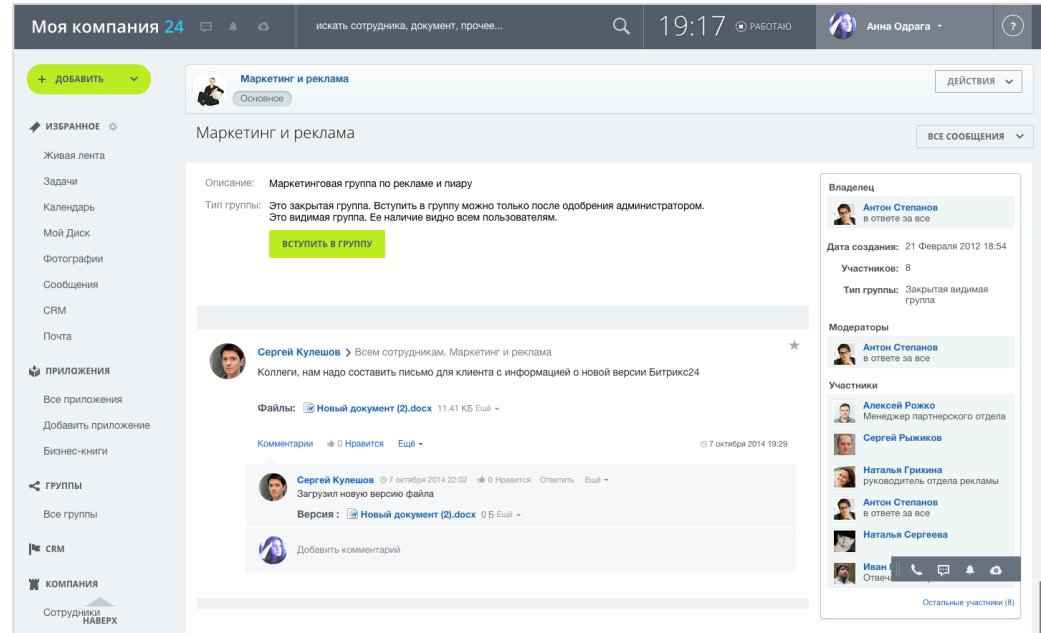 Моя компания 24
искать сотрудника, документ, прочее...
19:17 РАБОТАЮ
Анна Одрага
?
+ ДОБАВИТЬ
ИЗБРАННОЕ
Живая лента
Задачи
Календарь
Мой Диск
Фотографии
Сообщения
CRM
Почта
ПРИЛОЖЕНИЯ
Все приложения
Добавить приложение
Бизнес-книги
ГРУППЫ
Все группы
CRM
КОМПАНИЯ
Сотрудники
НАВЕРХ
Маркетинг и реклама
Основное
ДЕЙСТВИЯ
Маркетинг и реклама
ВСЕ СООБЩЕНИЯ
Описание: Маркетинговая группа по рекламе и пиару
Тип группы: Это закрытая группа. Вступить в группу можно только после одобрения администратором.
Это видимая группа. Ее наличие видно всем пользователям.
ВСТУПИТЬ В ГРУППУ
Сергей Кулешов > Всем сотрудникам. Маркетинг и реклама
Коллеги, нам надо составить письмо для клиента с информацией о новой версии Битрикс24
Файлы: Новый документ (2).docx 11.41 КБ Ещё
Комментарии 0 Нравится Ещё 7 октября 2014 19:29
Сергей Кулешов 7 октября 2014 22:02 0 Нравится Ответить Ещё
Загрузил новую версию файла
Версия : Новый документ (2).docx 0 Б Ещё
Добавить комментарий
Владелец
Антон Степанов
в ответе за все
Дата создания: 21 Февраля 2012 18:54
Участников: 8
Тип группы: Закрытая видимая
группа
Модераторы
Антон Степанов
в ответе за все
Участники
Алексей Рожко
Менеджер партнерского отдела
Сергей Рыжиков
Наталья Грихина
руководитель отдела рекламы
Антон Степанов
в ответе за все
Наталья Сергеева
Иван
Остальные участники (8)